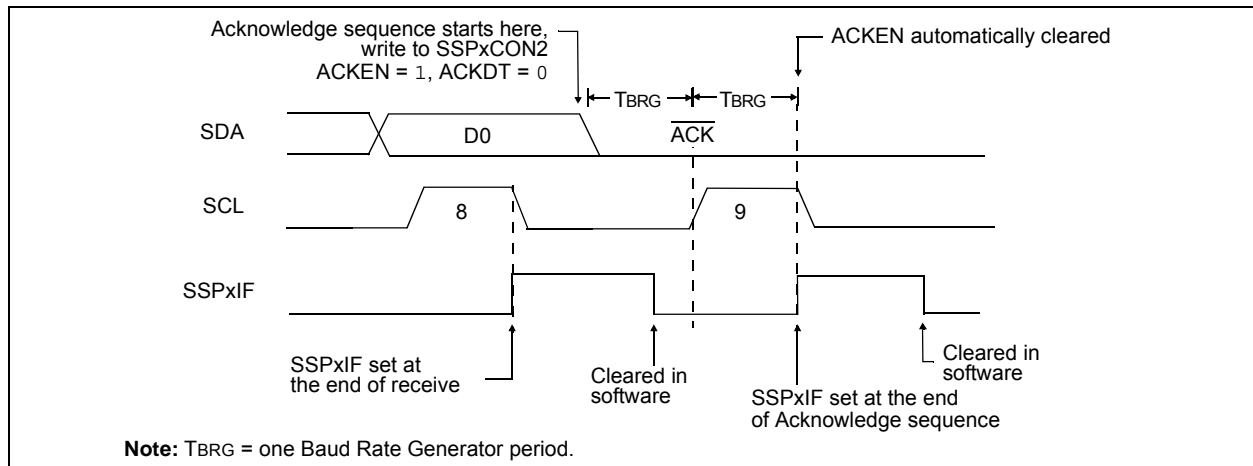 Acknowledge sequence starts here,
write to SSPxCON2
ACKEN = 1, ACKDT = 0
ACKEN automatically cleared
TBRG
TBRG
SDA
D0
ACK
SCL
8
9
SSPxIF
SSPxIF set at
the end of receive
Cleared in
software
SSPxIF set at the end
of Acknowledge sequence
Cleared in
software
Note: TBRG = one Baud Rate Generator period.